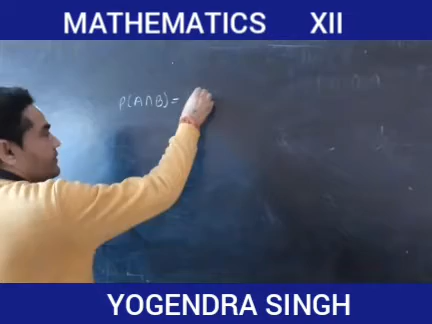 MATHEMATICS XII
P(A∩B) =
YOGENDRA SINGH